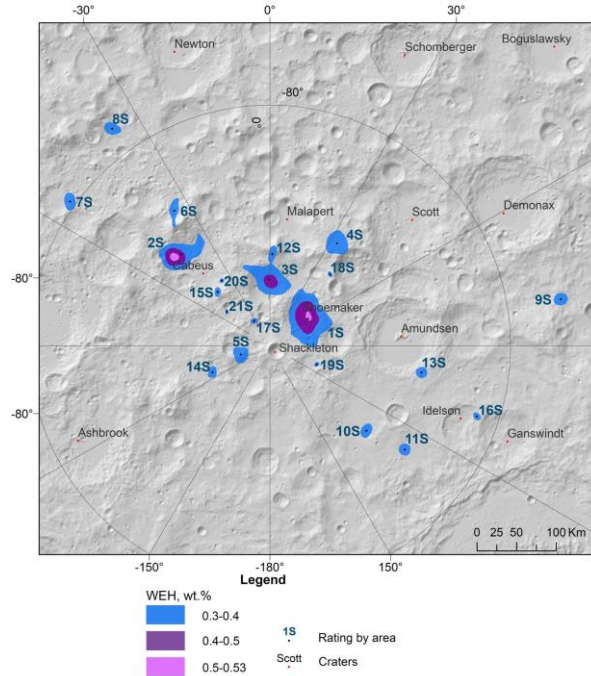 -30°
0°
30°
Newton
Schomberger
Boguslawsky
-80°
0°
8S
7S
6S
Malapert
Scott
Demonax
2S
12S
4S
Cabeus
3S
18S
-80°
20S
15S
9S
21S
Shoemaker
17S
1S
Amundsen
5S
Shackleton
14S
19S
13S
-80°
Idelson
16S
Ashbrook
10S
11S
Ganswindt
0 25 50 100 Km
-150°
-180°
150°
Legend
WEH, wt.%
0.3-0.4
0.4-0.5
0.5-0.53
1S
Rating by area
Scott
Craters